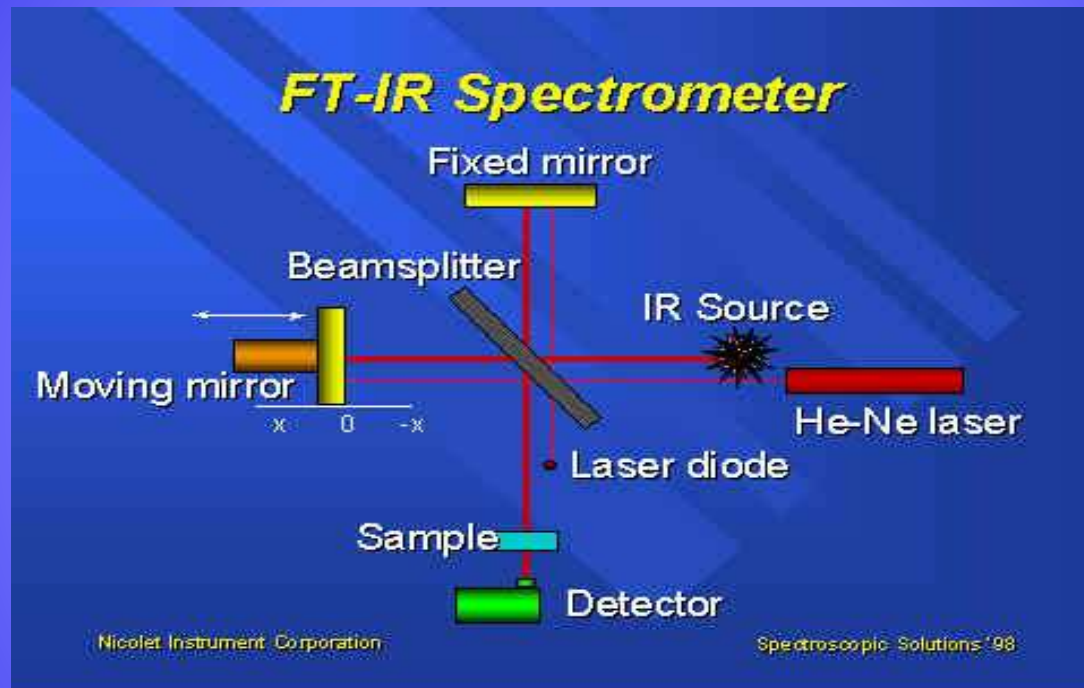 FT-IR Spectrometer
Fixed mirror
Beamsplitter
IR Source
Moving mirror
x 0 -x
He-Ne laser
Laser diode
Sample
Detector
Nicolet Instrument Corporation
Spectroscopic Solutions '98